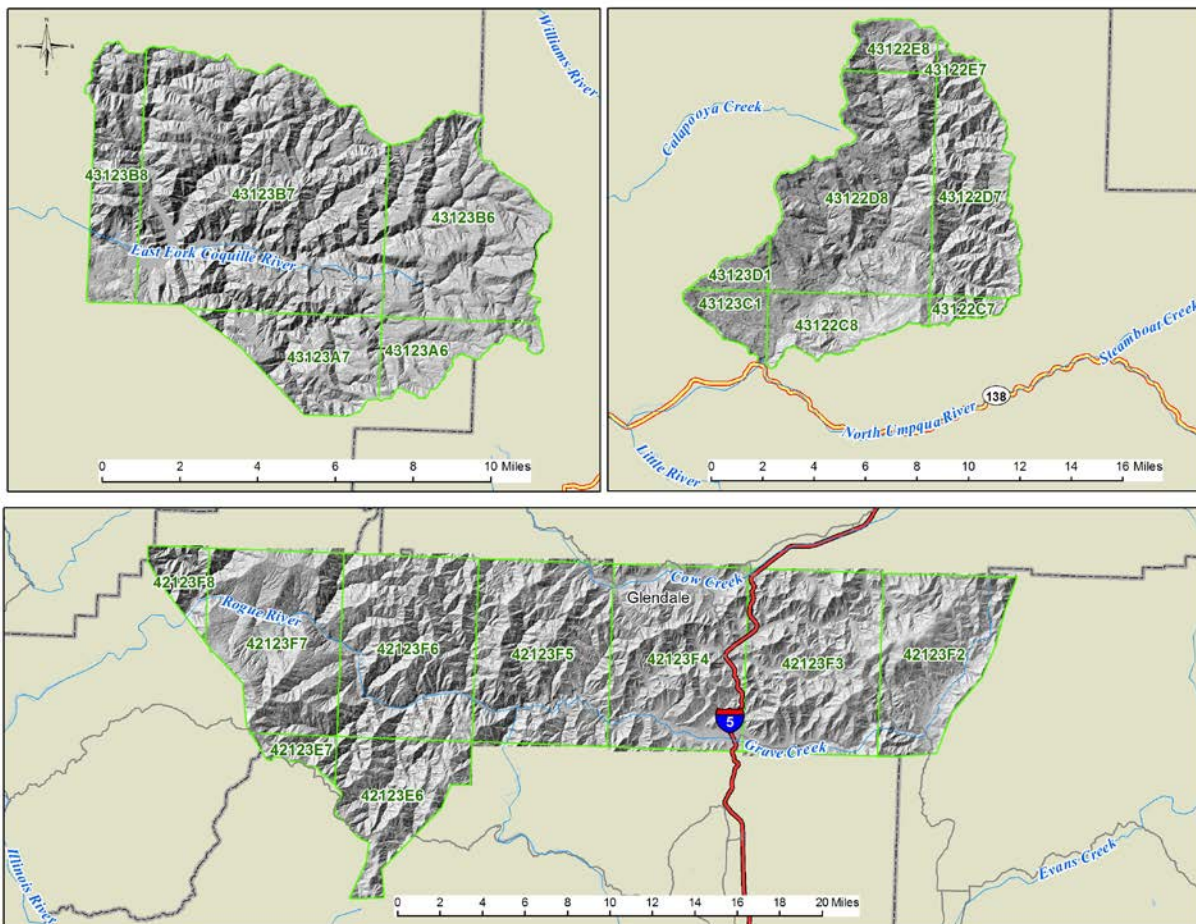 N
W E
S
Williams River
43123B8
43123B7
43123B6
East Fork Coquille River
43123A7
43123A6
0 2 4 6 8 10 Miles
43122E8
43122E7
Calapooya Creek
43122D8
43122D7
43123D1
43123C1
43122C8
43122C7
Steamboat Creek
138
North Umpqua River
Little River
0 2 4 6 8 10 12 14 16 Miles
42123F8
Cow Creek
Glendale
Rogue River
42123F7
42123F6
42123F5
42123F4
42123F3
42123F2
5
Grave Creek
42123E7
42123E6
Illinois River
Evans Creek
0 2 4 6 8 10 12 14 16 18 20 Miles